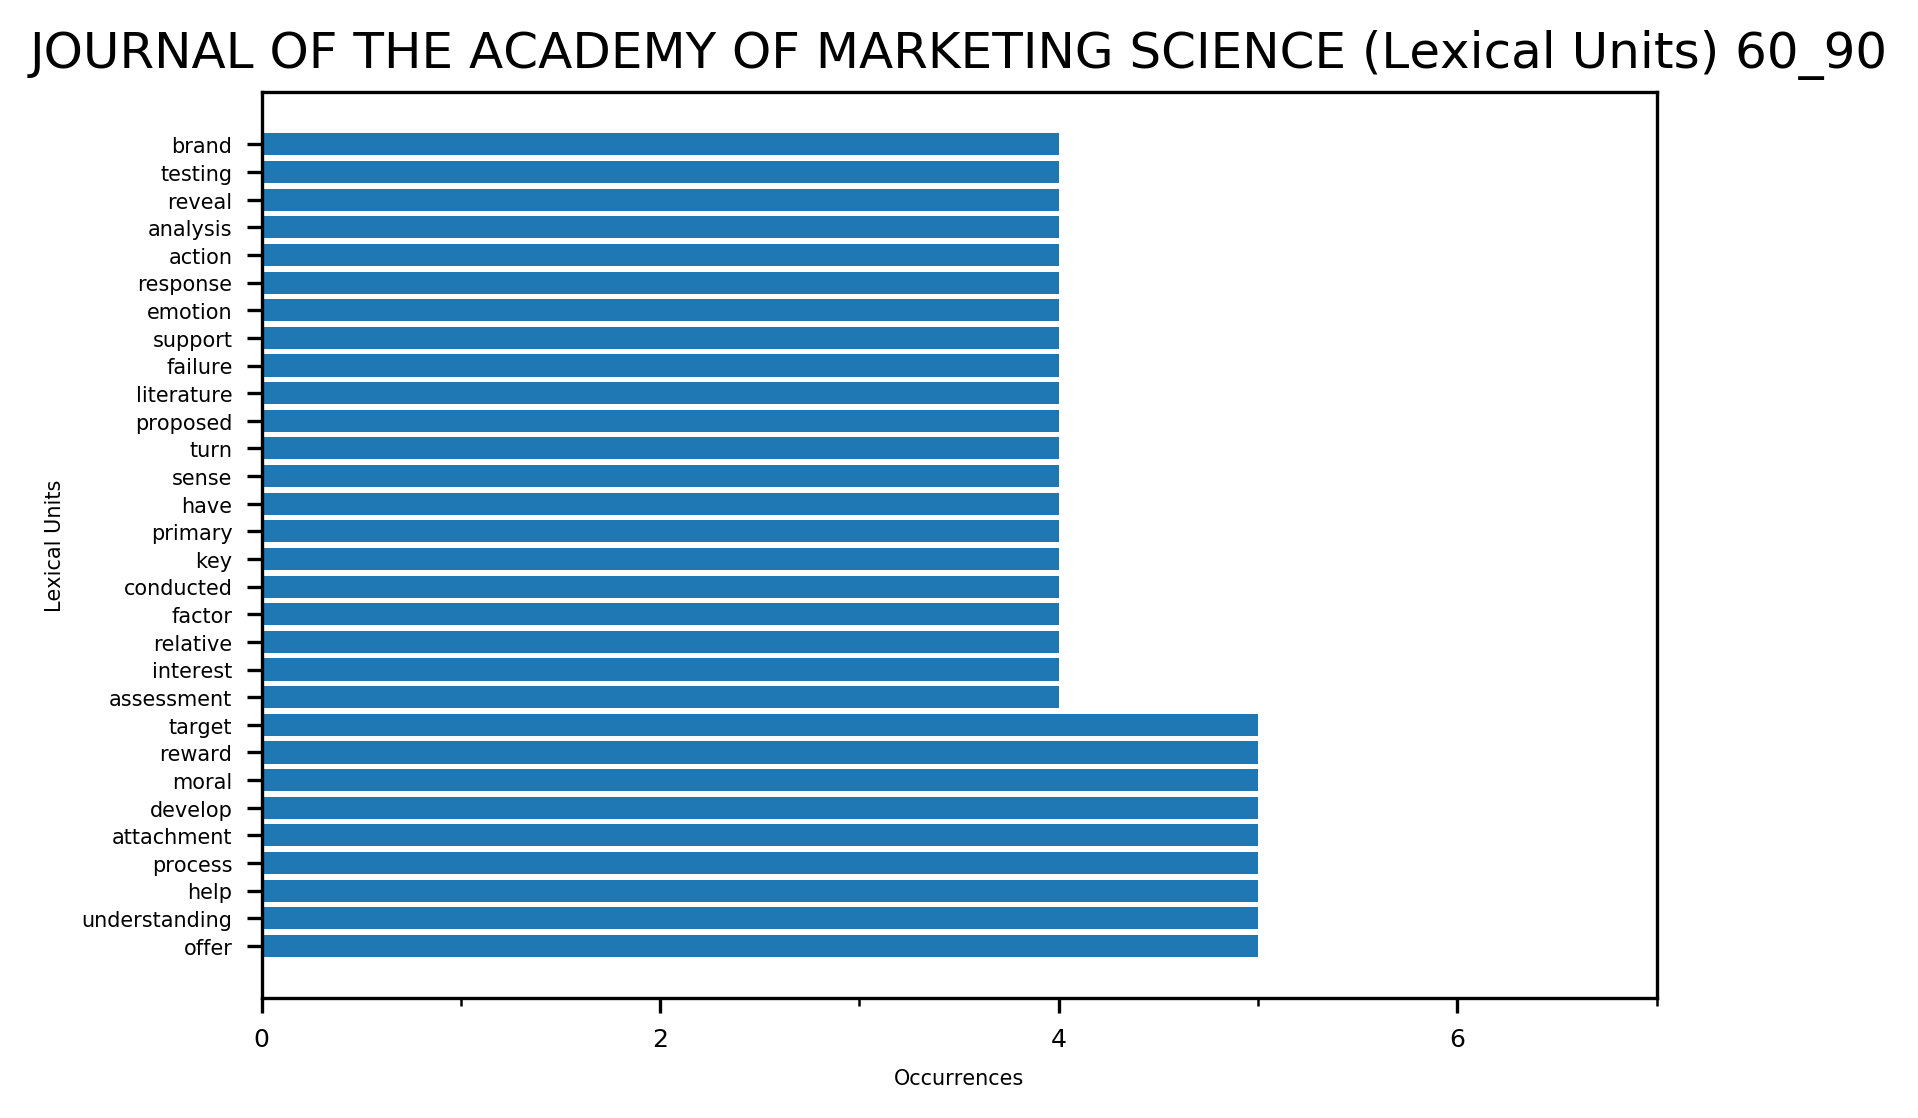 JOURNAL OF THE ACADEMY OF MARKETING SCIENCE (Lexical Units) 60_90
brand
testing
reveal
analysis
action
response
emotion
support
failure
literature
proposed
turn
sense
have
primary
key
conducted
factor
relative
interest
assessment
target
reward
moral
develop
attachment
process
help
understanding
offer
Lexical Units
0 2 4 6
Occurrences